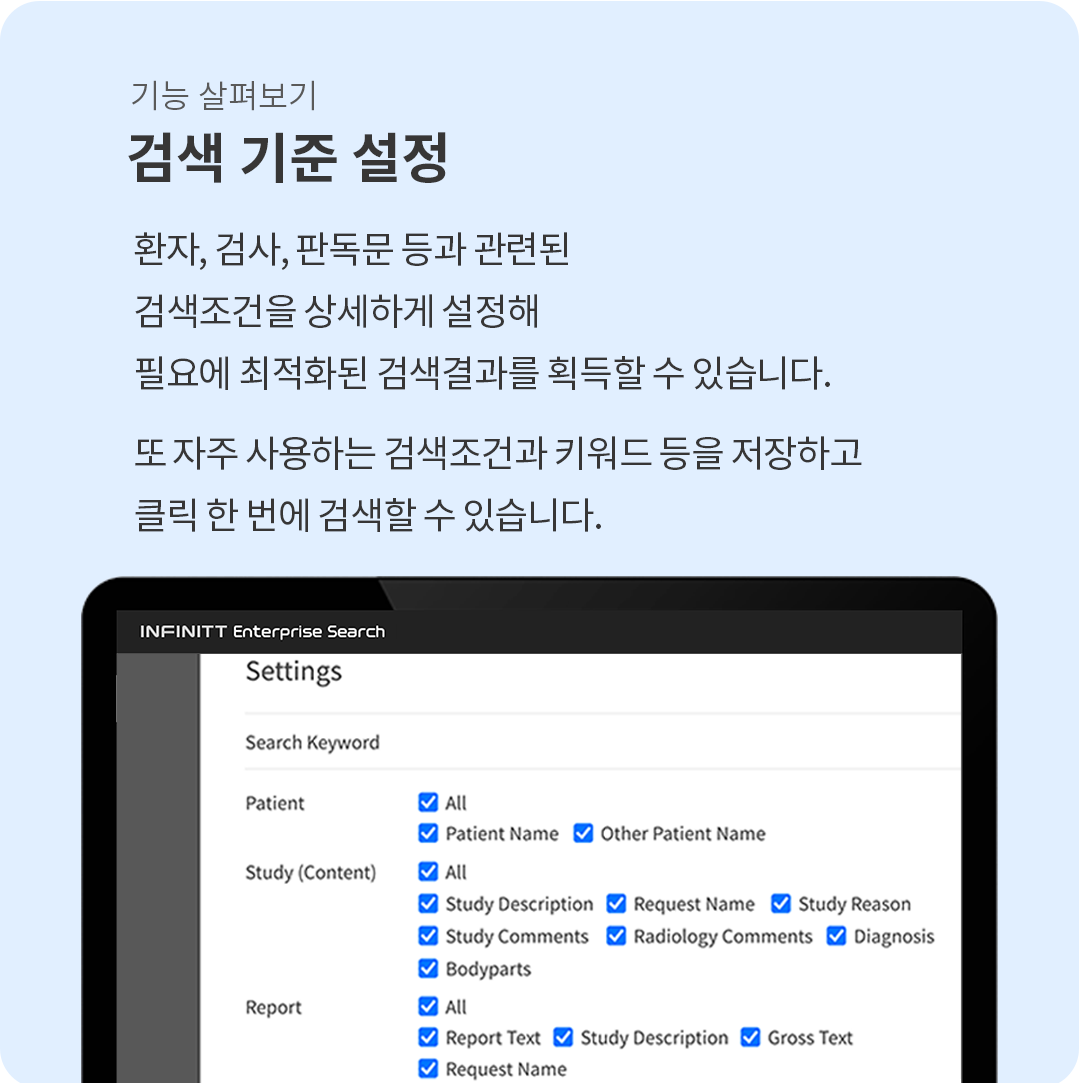 기능 살펴보기
검색 기준 설정
환자, 검사, 판독문 등과 관련된
검색조건을 상세하게 설정해
필요에 최적화된 검색결과를 획득할 수 있습니다.
또 자주 사용하는 검색조건과 키워드 등을 저장하고
클릭 한 번에 검색할 수 있습니다.
INFINITT Enterprise Search
Settings
Search Keyword
Patient All
Patient Name Other Patient Name
Study (Content) All
Study Description Request Name Study Reason
Study Comments Radiology Comments Diagnosis
Bodyparts
Report All
Report Text Study Description Gross Text
Request Name